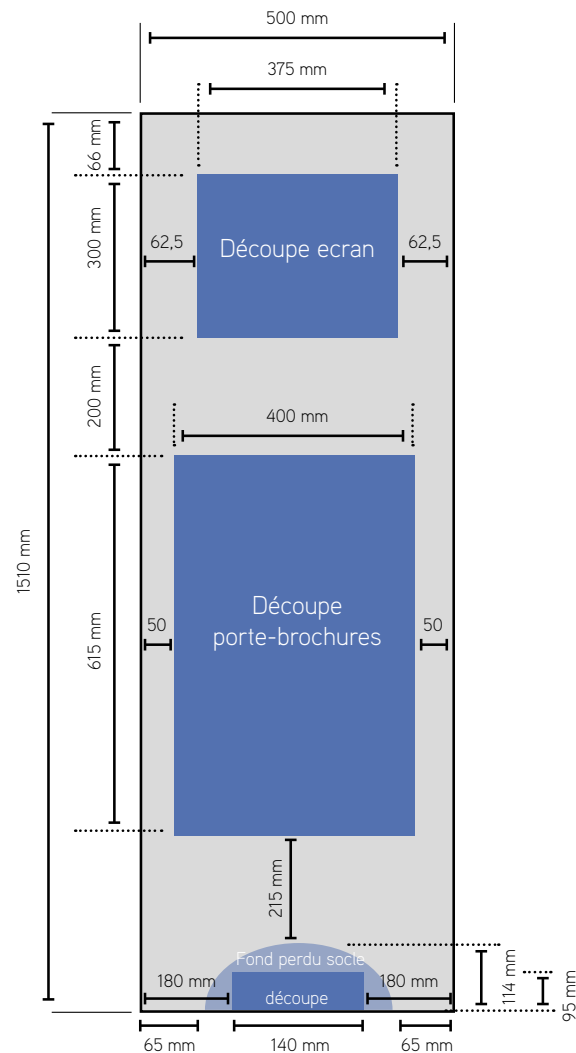 500 mm
375 mm
66 mm
300 mm
62,5
Découpe ecran
62,5
200 mm
400 mm
1510 mm
615 mm
50
Découpe
porte-brochures
50
215 mm
Fond perdu socle
180 mm
découpe
180 mm
114 mm
95 mm
65 mm
140 mm
65 mm